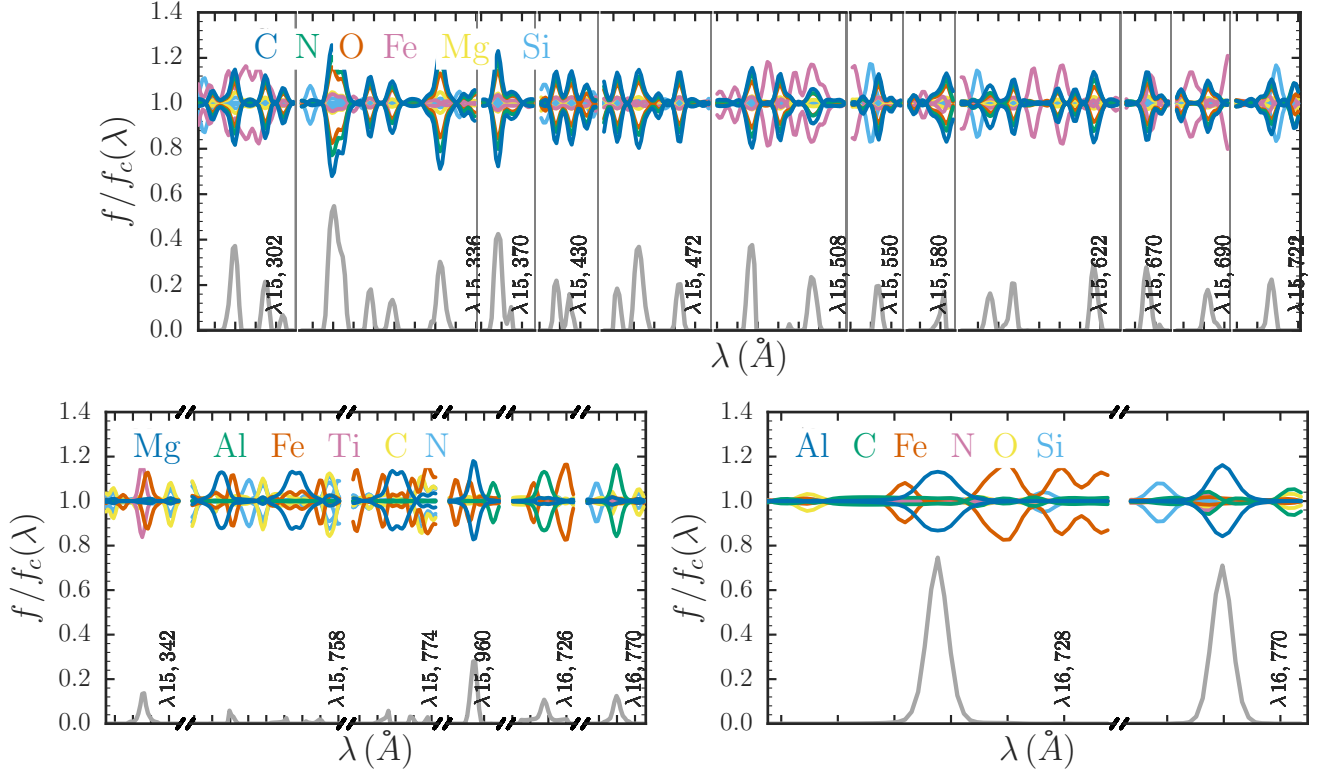 1.4
1.2
1.0
0.8
0.6
0.4
0.2
0.0
f/f_c(λ)
C N O Fe Mg Si
λ15,302
λ15,336
λ15,370
λ15,430
λ15,472
λ15,508
λ15,550
λ15,580
λ15,622
λ15,670
λ15,690
λ15,722
λ(Å)
1.4
1.2
1.0
0.8
0.6
0.4
0.2
0.0
f/f_c(λ)
Mg Al Fe Ti C N
λ15,342
λ15,758
λ15,774
λ15,960
λ16,726
λ16,770
λ(Å)
1.4
1.2
1.0
0.8
0.6
0.4
0.2
0.0
f/f_c(λ)
Al C Fe N O Si
λ16,728
λ16,770
λ(Å)